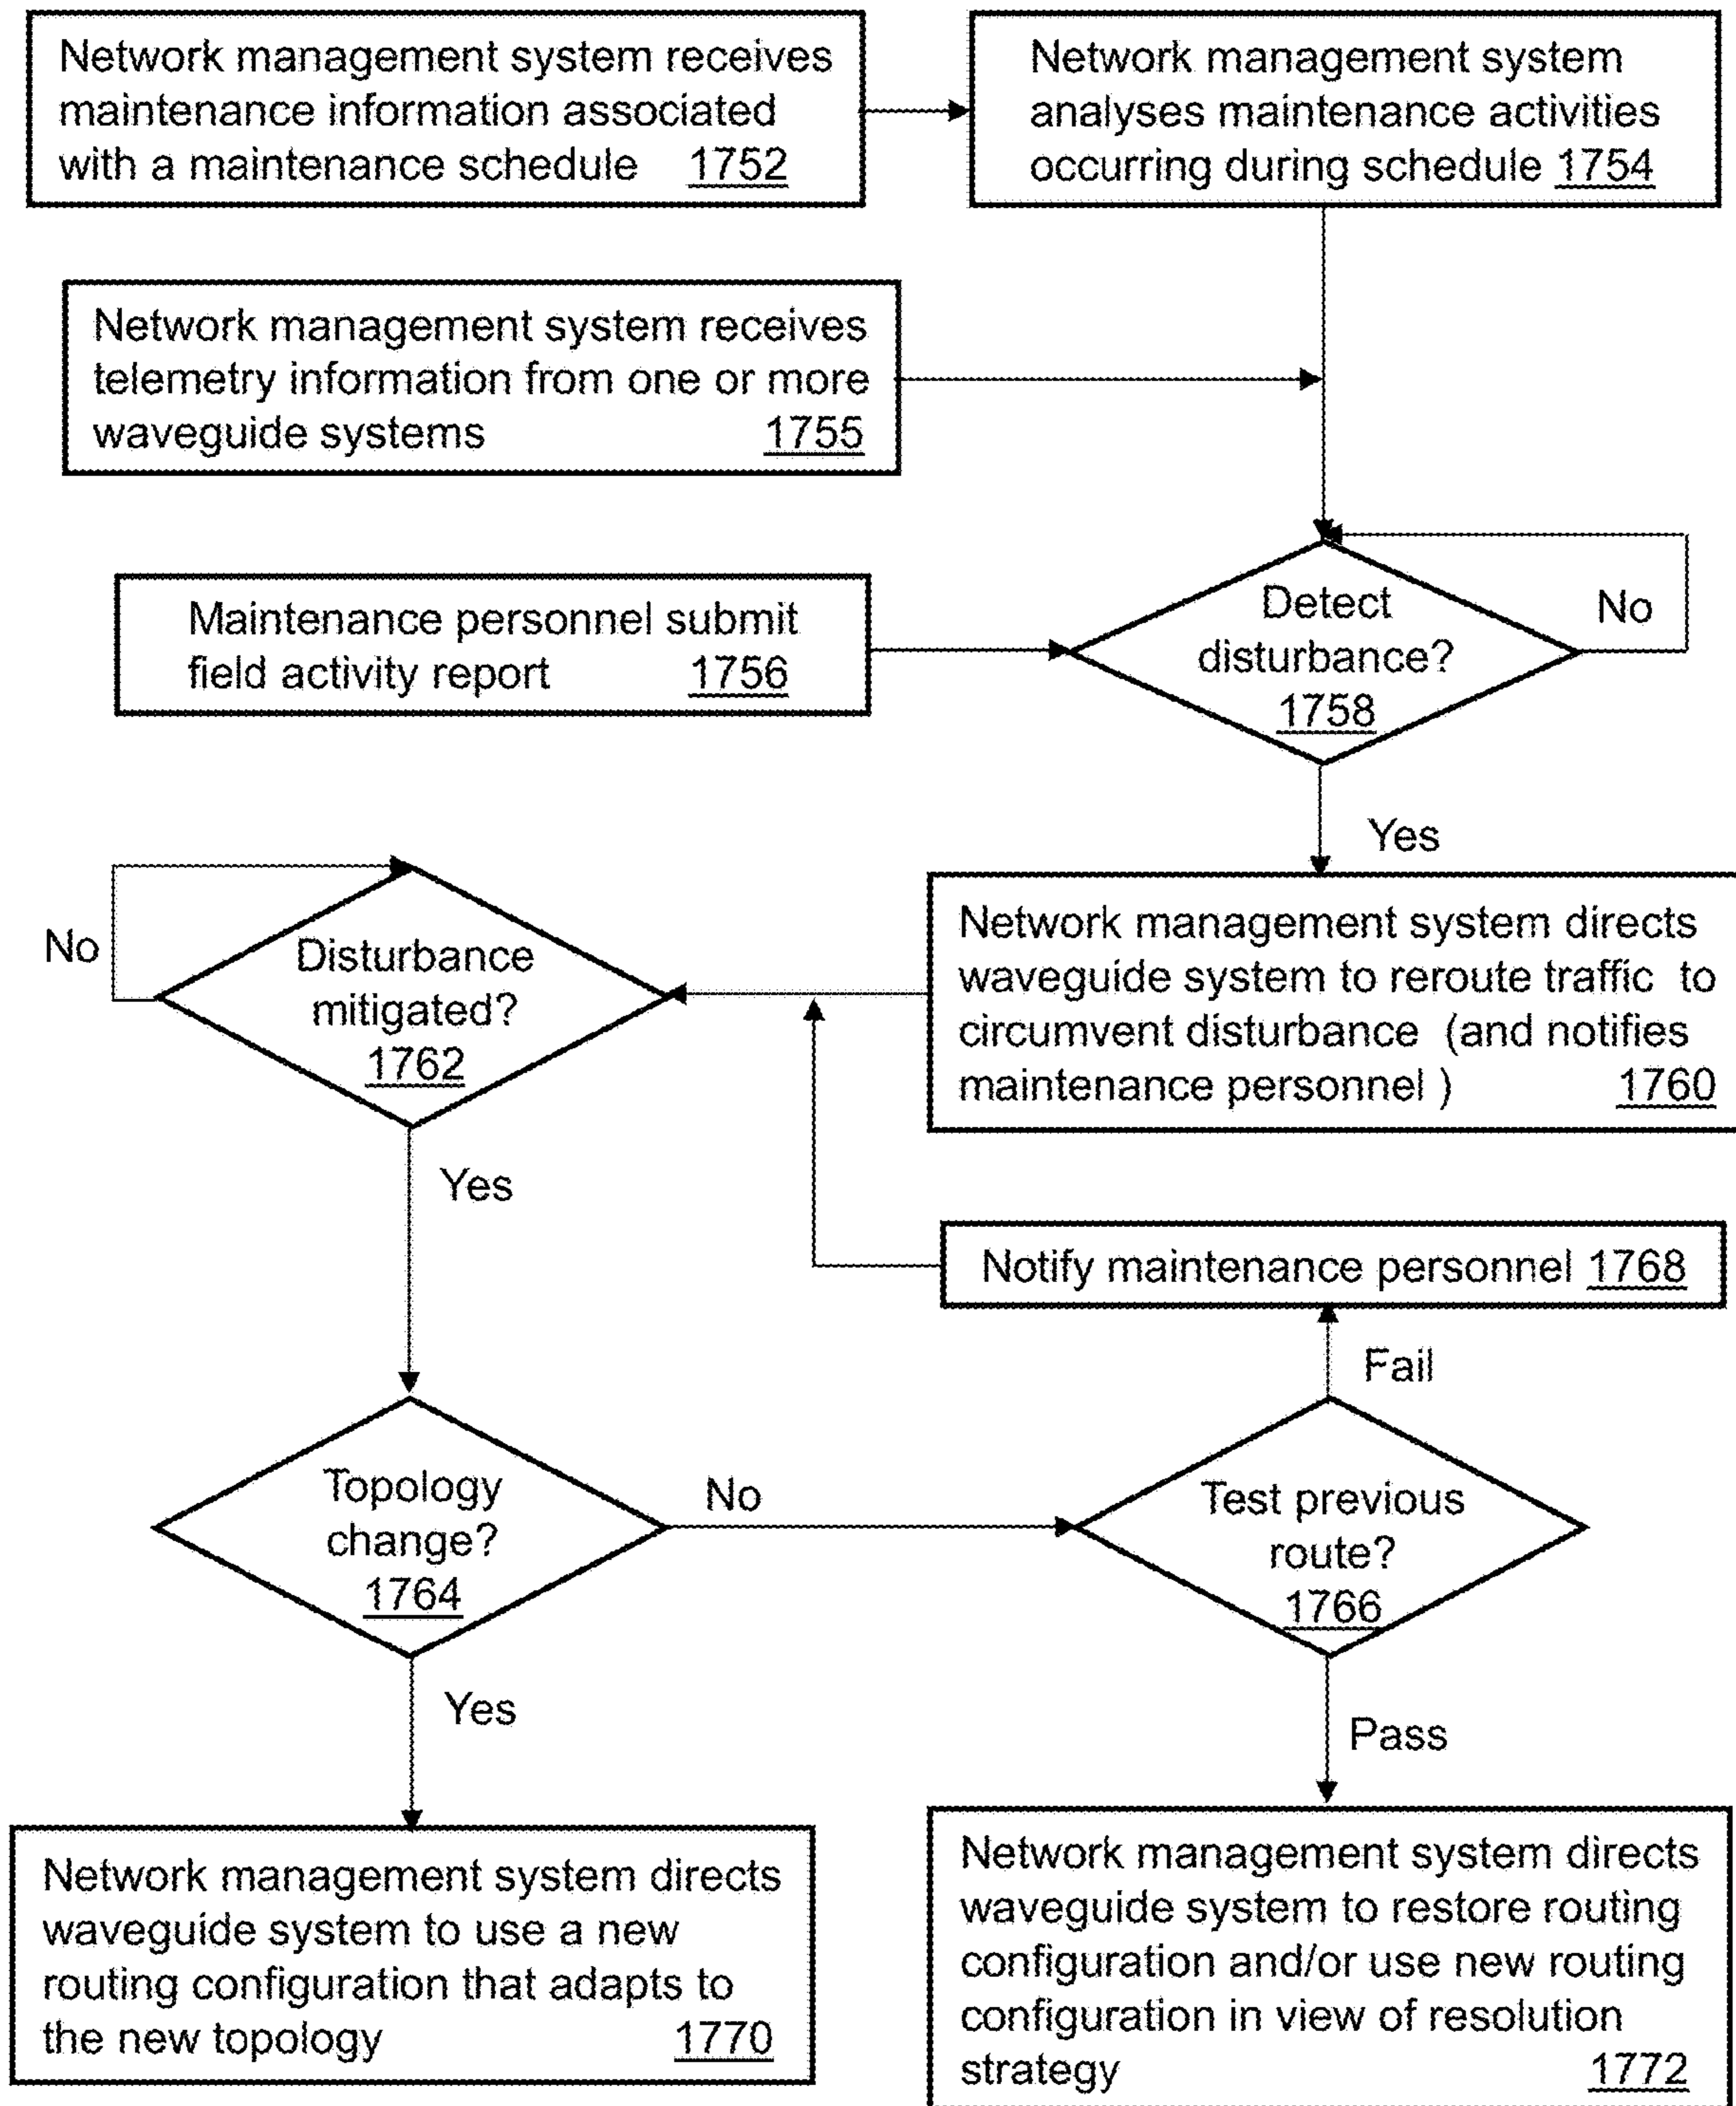 Network management system receives
maintenance information associated
with a maintenance schedule 1752
Network management system
analyses maintenance activities
occurring during schedule 1754
Network management system receives
telemetry information from one or more
waveguide systems 1755
Maintenance personnel submit
field activity report 1756
Detect
disturbance?
1758
No
Yes
Network management system directs
waveguide system to reroute traffic to
circumvent disturbance (and notifies
maintenance personnel ) 1760
No
Disturbance
mitigated?
1762
Yes
Notify maintenance personnel 1768
Fail
Topology
change?
1764
No
Test previous
route?
1766
Yes
Pass
Network management system directs
waveguide system to use a new
routing configuration that adapts to
the new topology 1770
Network management system directs
waveguide system to restore routing
configuration and/or use new routing
configuration in view of resolution
strategy 1772